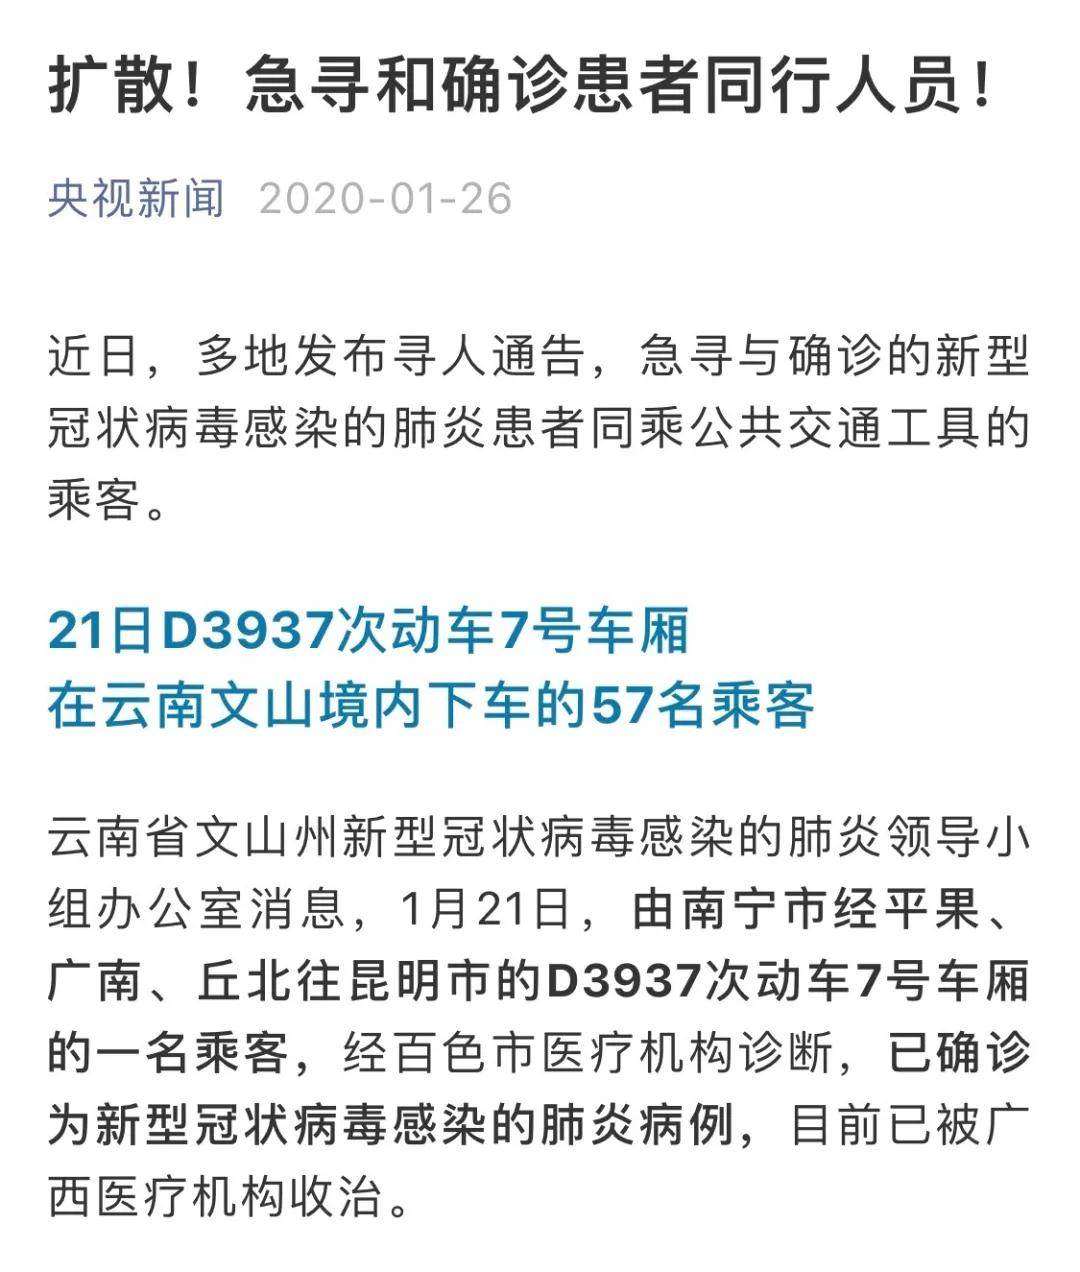 扩散！急寻和确诊患者同行人员！
央视新闻 2020-01-26
近日，多地发布寻人通告，急寻与确诊的新型
冠状病毒感染的肺炎患者同乘公共交通工具的
乘客。
21日D3937次动车7号车厢
在云南文山境内下车的57名乘客
云南省文山州新型冠状病毒感染的肺炎领导小
组办公室消息，1月21日，由南宁市经平果、
广南、丘北往昆明市的D3937次动车7号车厢
的一名乘客，经百色市医疗机构诊断，已确诊
为新型冠状病毒感染的肺炎病例，目前已被广
西医疗机构收治。